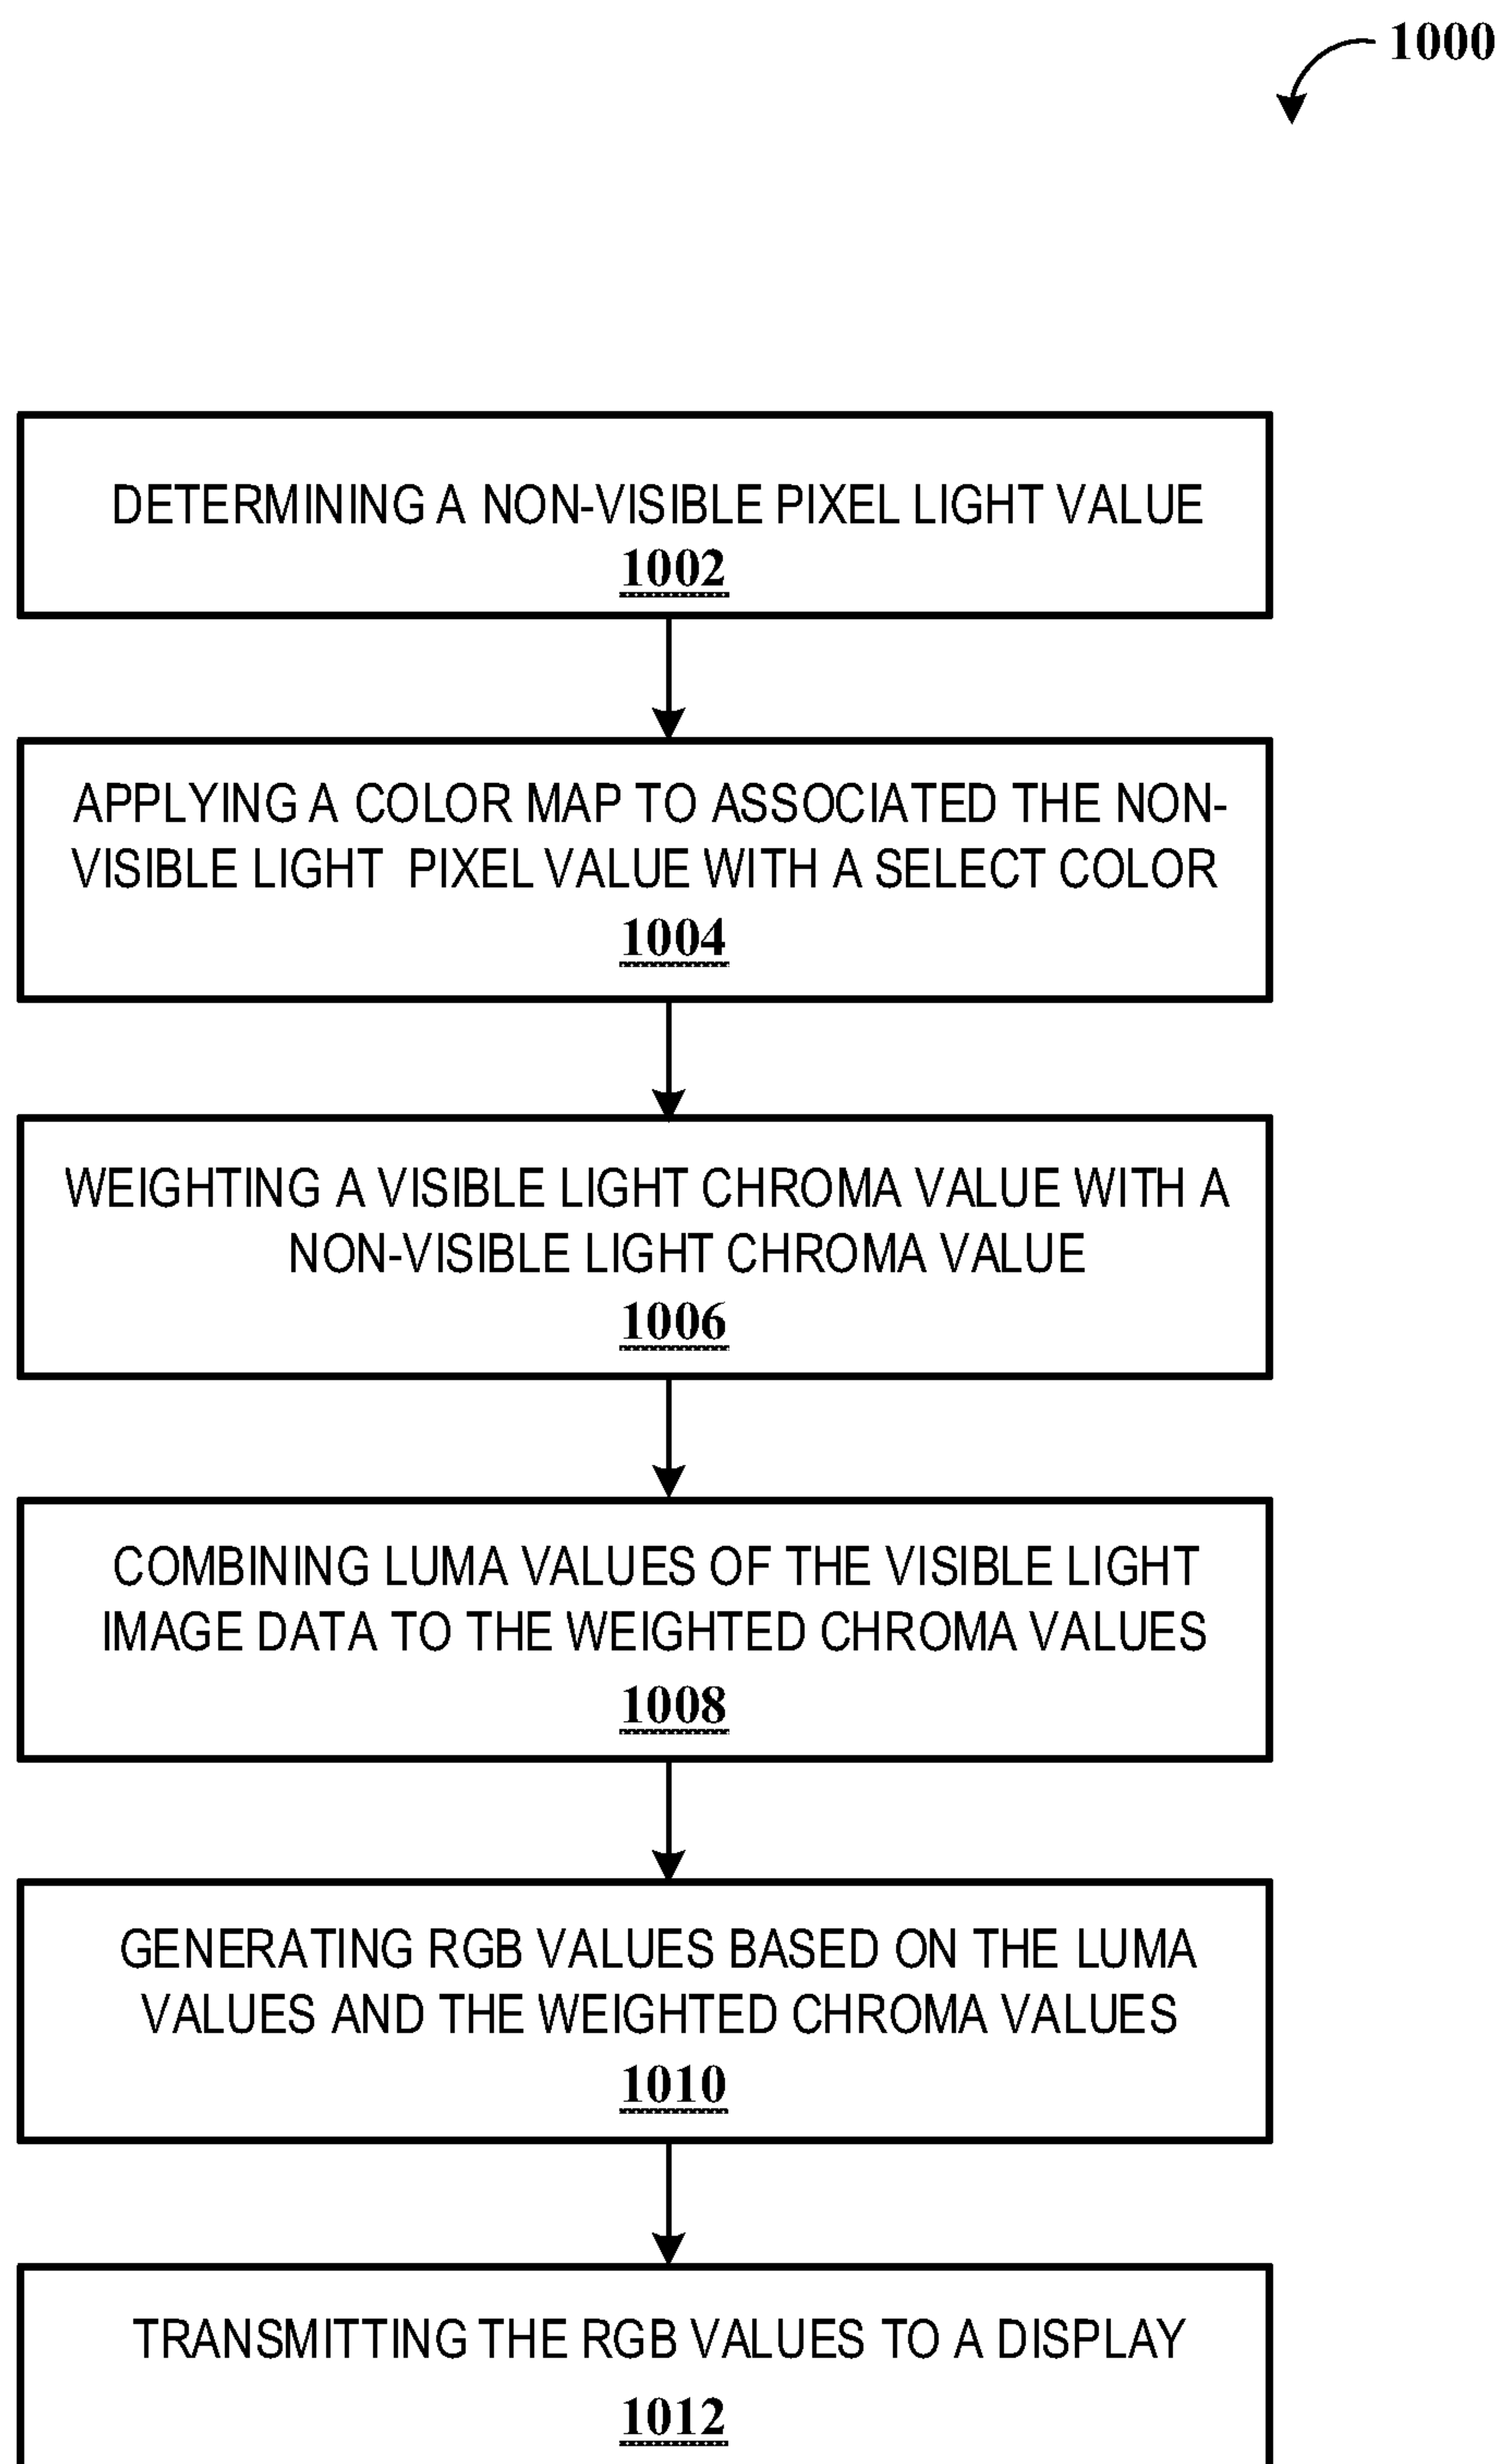 1000
DETERMINING A NON-VISIBLE PIXEL LIGHT VALUE
1002
APPLYING A COLOR MAP TO ASSOCIATED THE NON-
VISIBLE LIGHT PIXEL VALUE WITH A SELECT COLOR
1004
WEIGHTING A VISIBLE LIGHT CHROMA VALUE WITH A
NON-VISIBLE LIGHT CHROMA VALUE
1006
COMBINING LUMA VALUES OF THE VISIBLE LIGHT
IMAGE DATA TO THE WEIGHTED CHROMA VALUES
1008
GENERATING RGB VALUES BASED ON THE LUMA
VALUES AND THE WEIGHTED CHROMA VALUES
1010
TRANSMITTING THE RGB VALUES TO A DISPLAY
1012